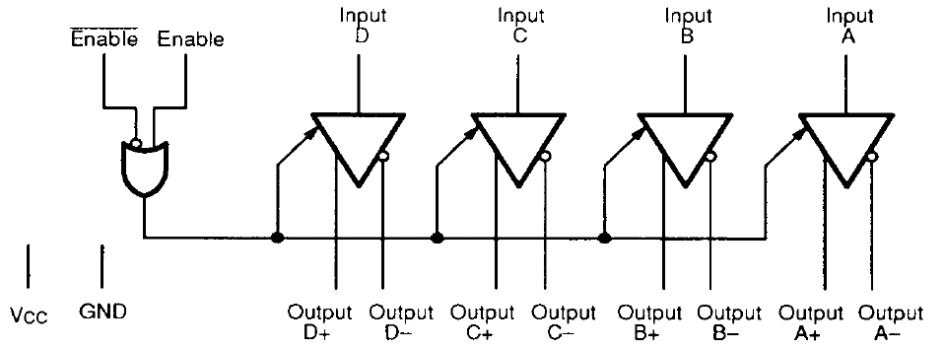 Input
D
Input
C
Input
B
Input
A
Enable Enable
VCC
GND
Output
D+
Output
D−
Output
C+
Output
C−
Output
B+
Output
B−
Output
A+
Output
A−